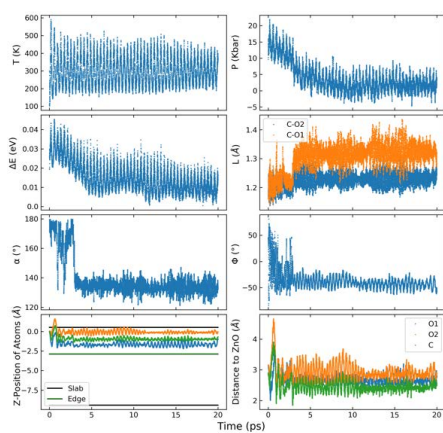 T (K)
600
500
400
300
200
100
P (Kbar)
20
15
10
5
0
−5
ΔE (eV)
0.04
0.03
0.02
0.01
0.00
L (Å)
1.4
1.3
1.2
C-O2
C-O1
α (°)
180
160
140
120
Φ (°)
50
0
−50
Z-Position of Atoms (Å)
0.0
−2.5
−5.0
−7.5
Slab
Edge
0 5 10 15 20
Distance to ZnO (Å)
4
3
2
O1
O2
C
0 5 10 15 20
Time (ps)